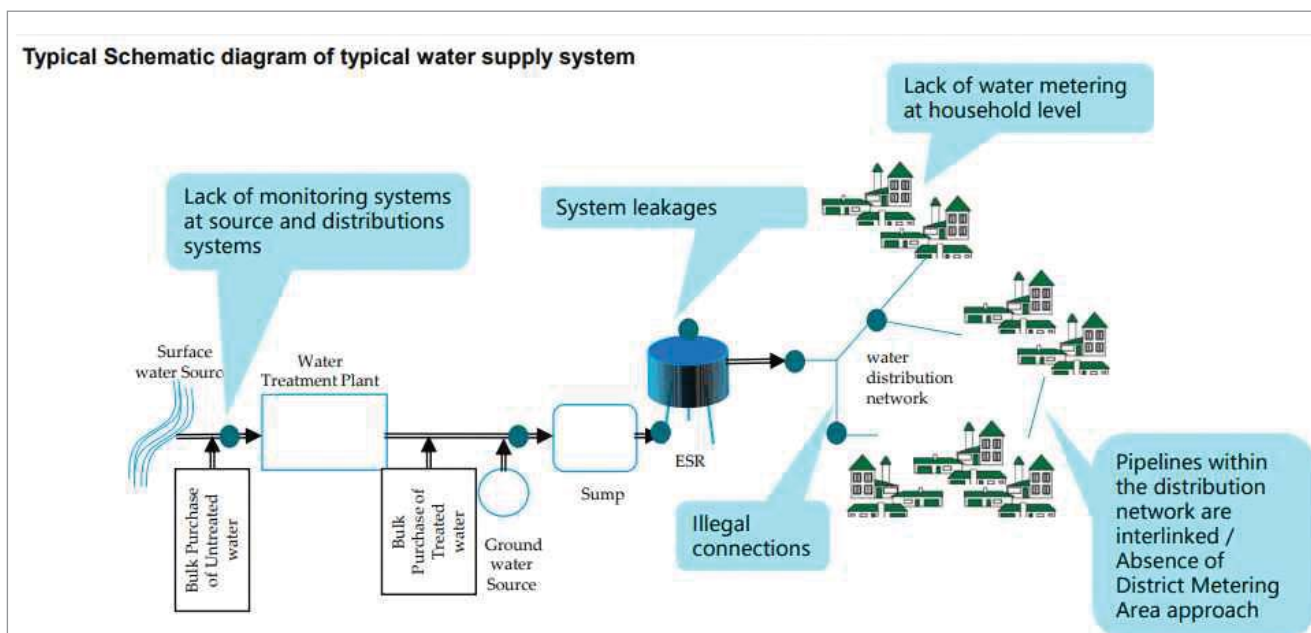 Typical Schematic diagram of typical water supply system
Lack of water metering
at household level
Lack of monitoring systems
at source and distributions
systems
System leakages
Surface
water Sourc
Water
Treatment Plant
water
distribution
network
ESR
Sump
Bulk Purchase
of Untreated
water
Bulk
Purchase of
Treated
water
Ground
water
Source
Illegal
connections
Pipelines within
the distribution
network are
interlinked /
Absence of
District Metering
Area approach